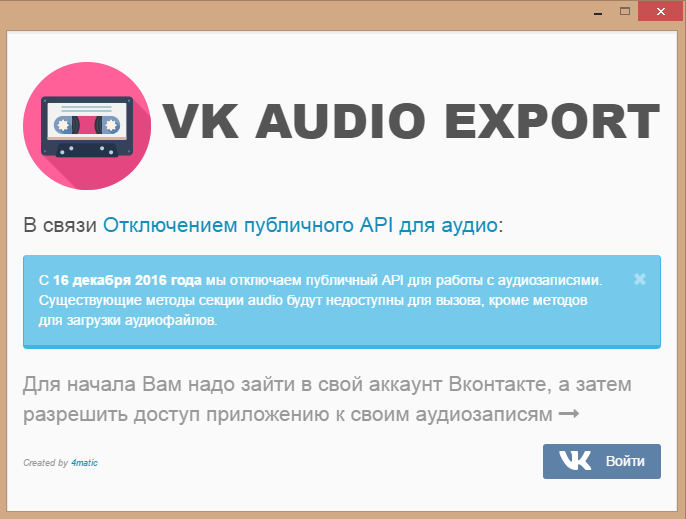 VK AUDIO EXPORT
В связи Отключением публичного API для аудио:
С 16 декабря 2016 года мы отключаем публичный API для работы с аудиозаписями.
Существующие методы секции audio будут недоступны для вызова, кроме методов
для загрузки аудиофайлов.
Для начала Вам надо зайти в свой аккаунт Вконтакте, а затем
разрешить доступ приложению к своим аудиозаписям →
Created by 4matic
Войти